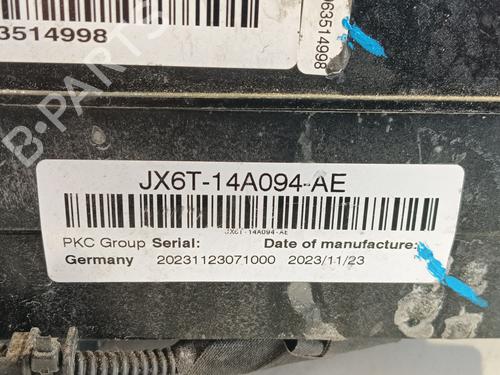 3514998
963514998
B-PARTS
JX6T-14A094-AE
JX6T-14A094-AE
PKC Group Serial: Date of manufacture:
Germany 20231123071000 2023/11/23